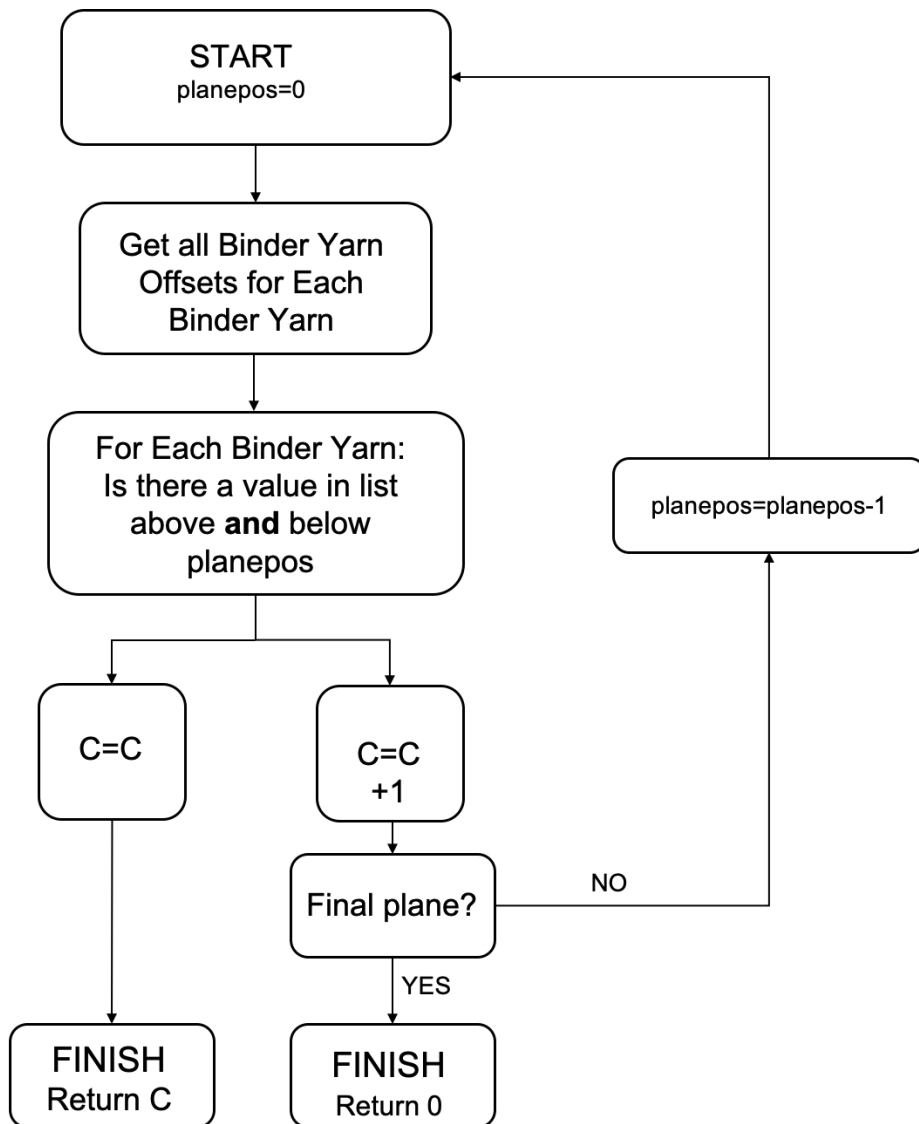 START
planepos=0
Get all Binder Yarn
Offsets for Each
Binder Yarn
For Each Binder Yarn:
Is there a value in list
above and below
planepos
planepos=planepos-1
C=C
C=C
+1
Final plane?
NO
YES
FINISH
Return C
FINISH
Return 0